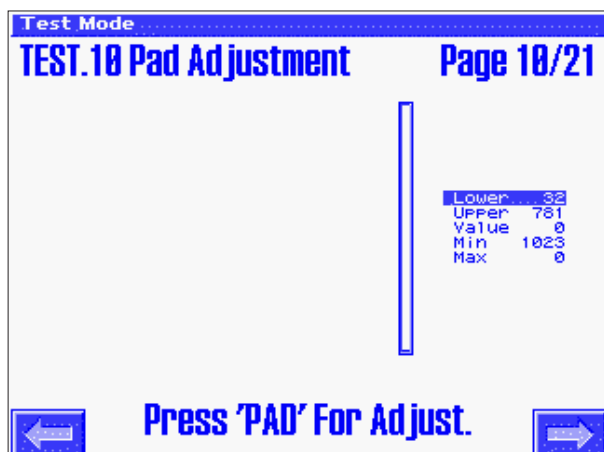 Test Mode
TEST.10 Pad Adjustment Page 10/21
Lower 32
Upper 781
Value 0
Min 1023
Max 0
Press 'PAD' For Adjust.